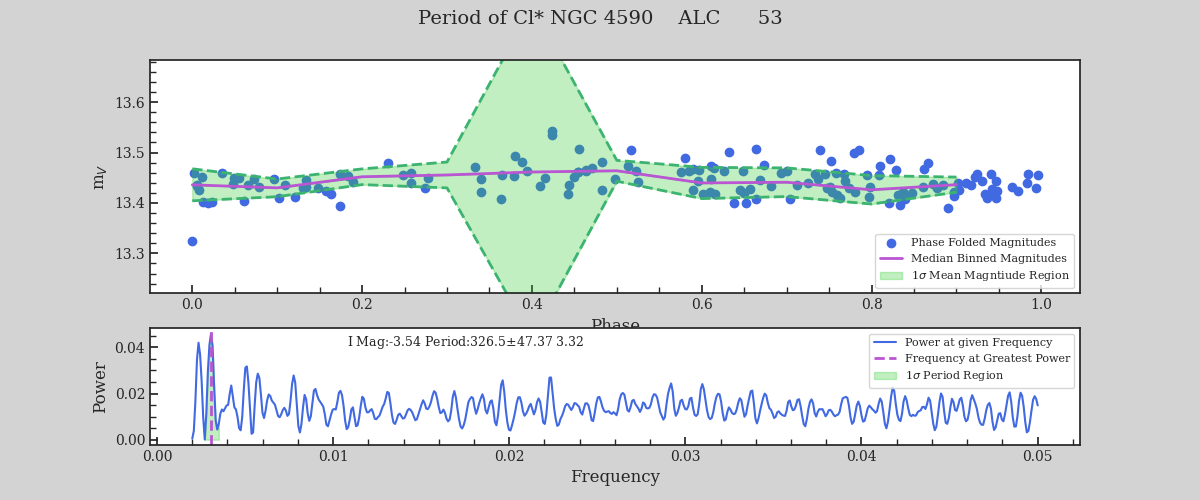 Period of Cl* NGC 4590 ALC 53
m_V
13.6
13.5
13.4
13.3
0.0 0.2 0.4 0.6 0.8 1.0
Phase
Phase Folded Magnitudes
Median Binned Magnitudes
1σ Mean Magntiude Region
I Mag:-3.54 Period:326.5±47.37 3.32
Power
0.04
0.02
0.00
0.00 0.01 0.02 0.03 0.04 0.05
Frequency
Power at given Frequency
Frequency at Greatest Power
1σ Period Region